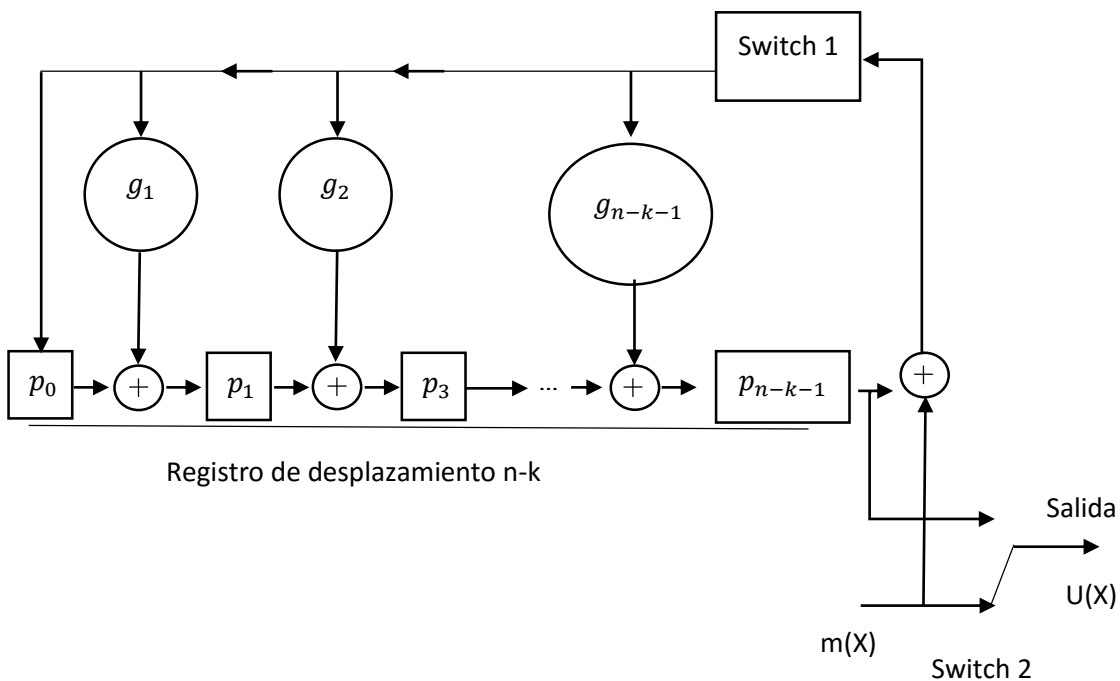 Switch 1
g₁
g₂
gₙ₋ₖ₋₁
p₀
+
p₁
+
p₃
...
+
pₙ₋ₖ₋₁
+
Registro de desplazamiento n-k
Salida
U(X)
m(X)
Switch 2